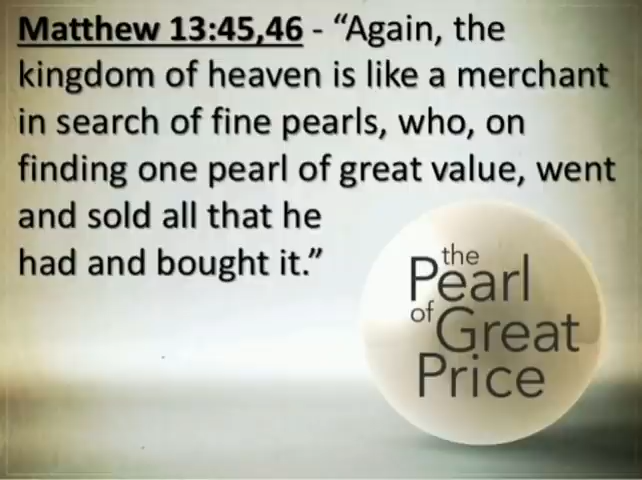 Matthew 13:45,46 - “Again, the
kingdom of heaven is like a merchant
in search of fine pearls, who, on
finding one pearl of great value, went
and sold all that he
had and bought it.”
the
Pearl
of Great
Price